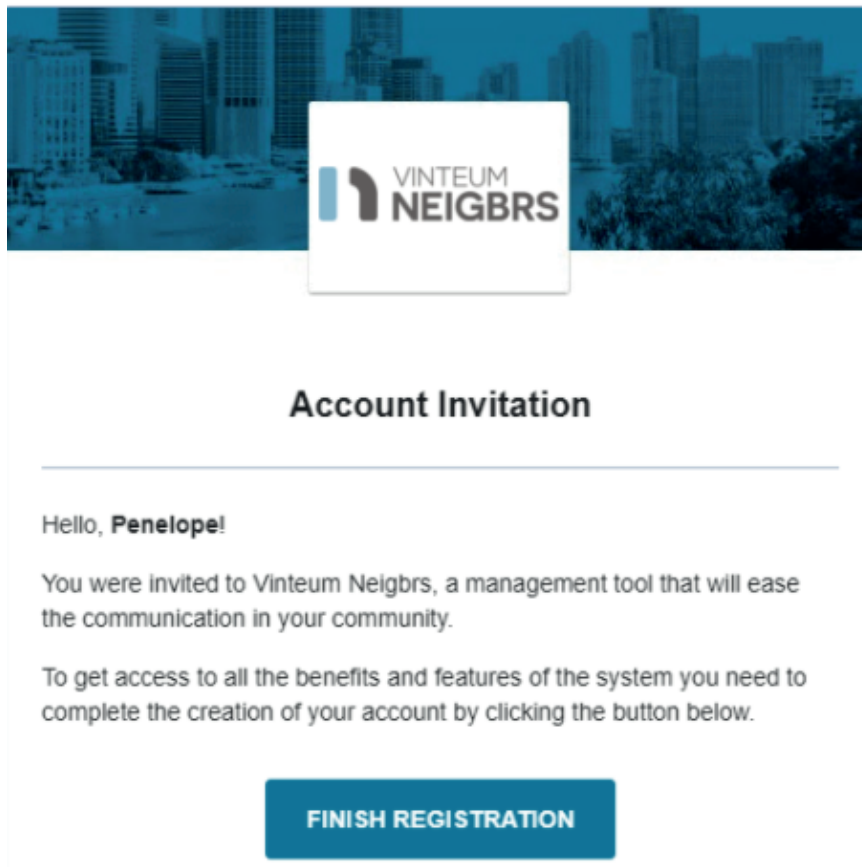 VINTEUM
NEIGBRS
Account Invitation
Hello, Penelope!
You were invited to Vinteum Neigbrs, a management tool that will ease
the communication in your community.
To get access to all the benefits and features of the system you need to
complete the creation of your account by clicking the button below.
FINISH REGISTRATION